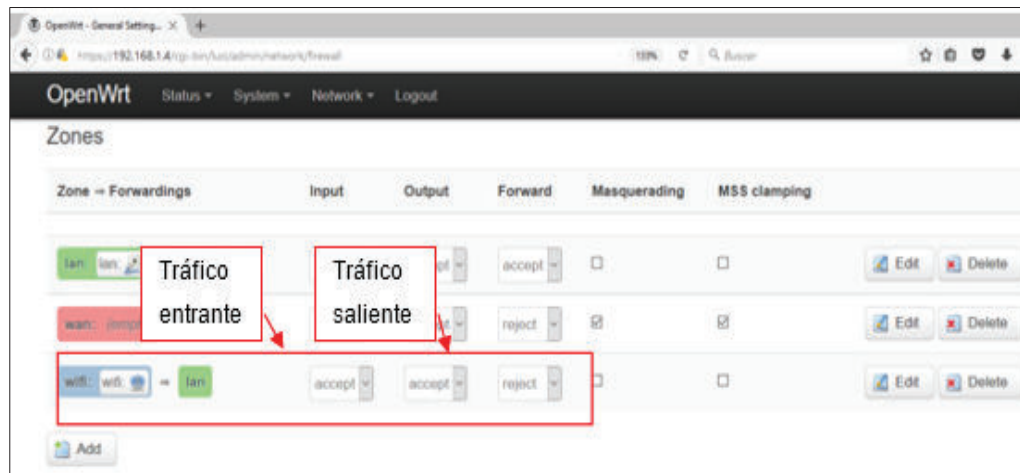 OpenWrt - General Setting...
192.168.1.4/cgi-bin/luci/admin/network/firewall
120%
Buscar
OpenWrt Status System Network Logout
Zones
Zone ⇒ Forwardings Input Output Forward Masquerading MSS clamping
lan: lan: accept Edit Delete
Tráfico entrante
Tráfico saliente
wan: reject Edit Delete
wifi: wifi: ⇒ lan accept accept reject Edit Delete
Add